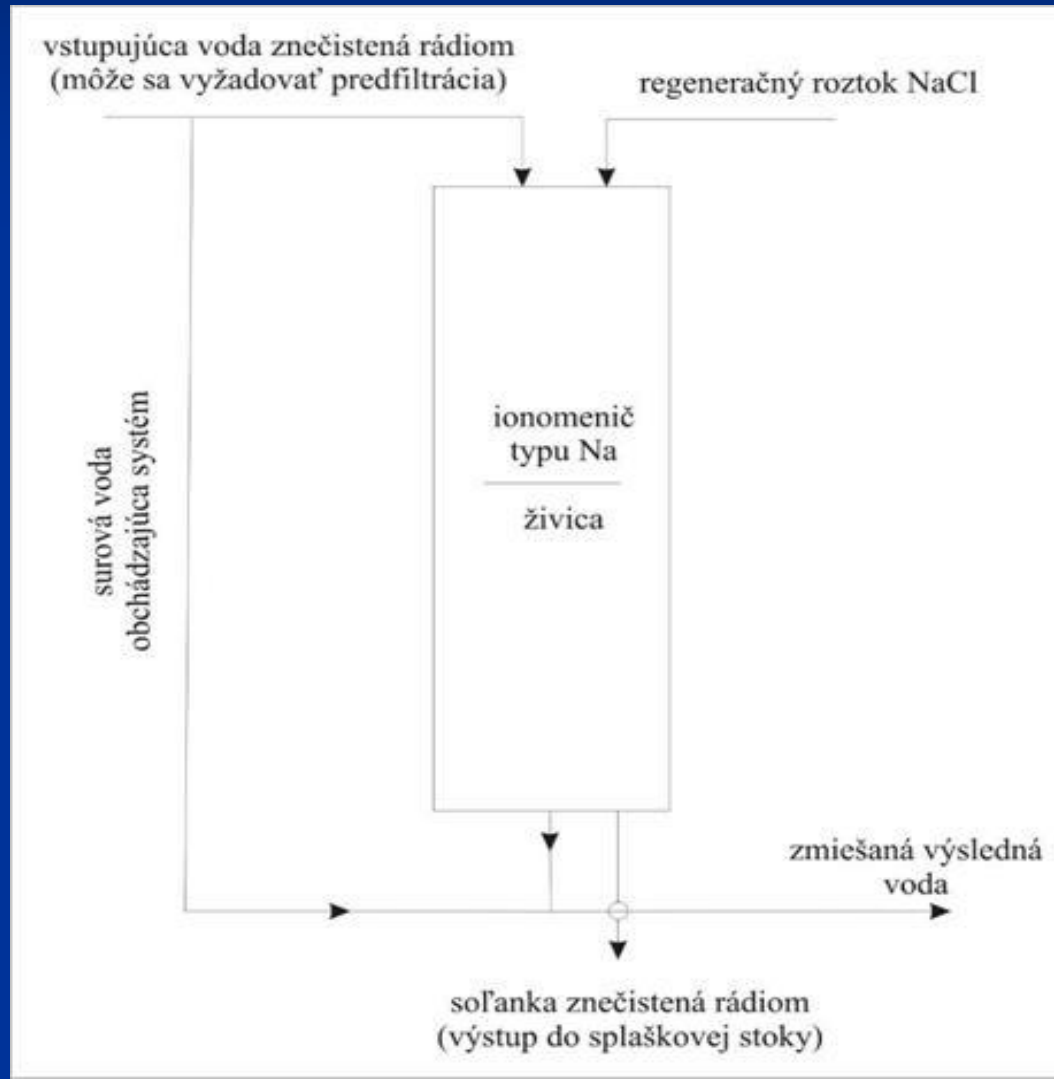 vstupujúca voda znečistená rádiom
(môže sa vyžadovať predfiltrácia)
regeneračný roztok NaCl
surová voda
obchádzajúca systém
ionomenič
typu Na
živica
zmiešaná výsledná
voda
soľanka znečistená rádiom
(výstup do splaškovej stoky)